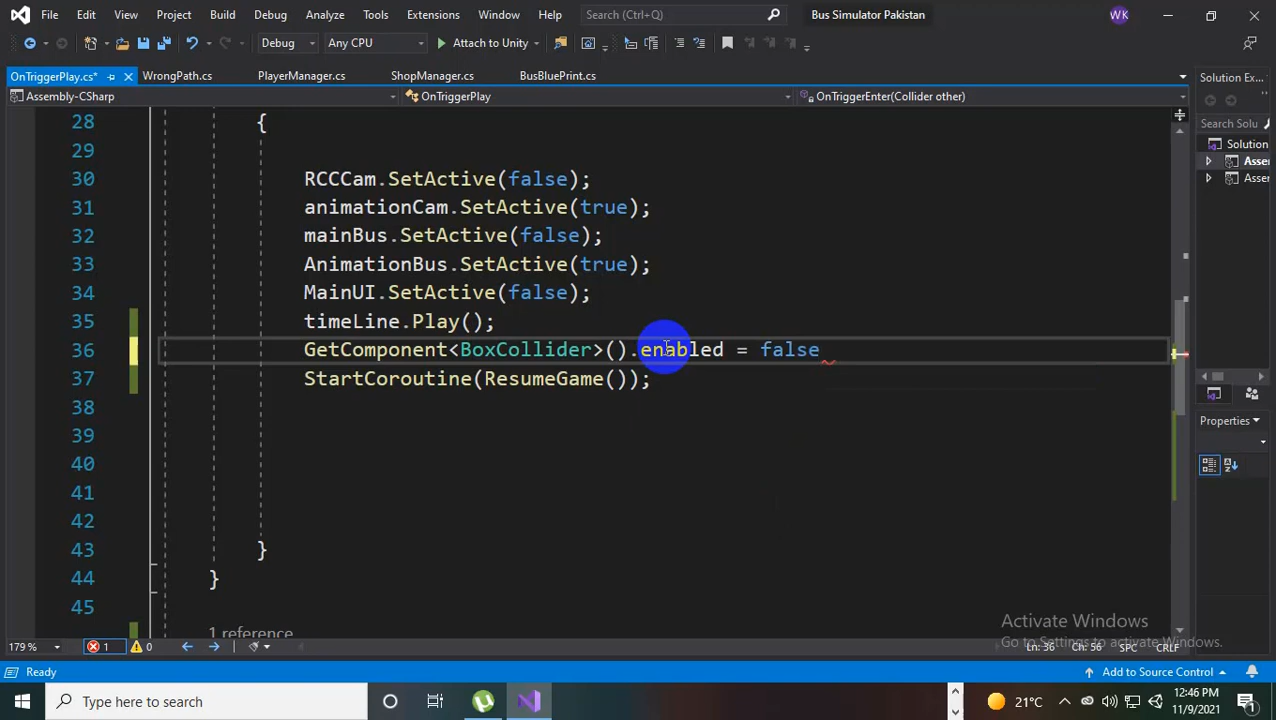 File Edit View Project Build Debug Analyze Tools Extensions Window Help Search (Ctrl+Q) Bus Simulator Pakistan WK
Debug Any CPU Attach to Unity
OnTriggerPlay.cs* WrongPath.cs PlayerManager.cs ShopManager.cs BusBluePrint.cs Solution Ex...
Assembly-CSharp OnTriggerPlay OnTriggerEnter(Collider other)
Search Solu
Solution
Asse
Asse
28 {
29
30 RCCCam.SetActive(false);
31 animationCam.SetActive(true);
32 mainBus.SetActive(false);
33 AnimationBus.SetActive(true);
34 MainUI.SetActive(false);
35 timeLine.Play();
36 GetComponent<BoxCollider>().enabled = false
37 StartCoroutine(ResumeGame());
38
39
40
41
42
43 }
44 }
45
1 reference
Properties
Activate Windows
Go to Settings to activate Windows.
179 % 1 0 Ln: 36 Ch: 56 SPC CRLF
Ready Add to Source Control
Type here to search 21°C 12:46 PM
11/9/2021 1